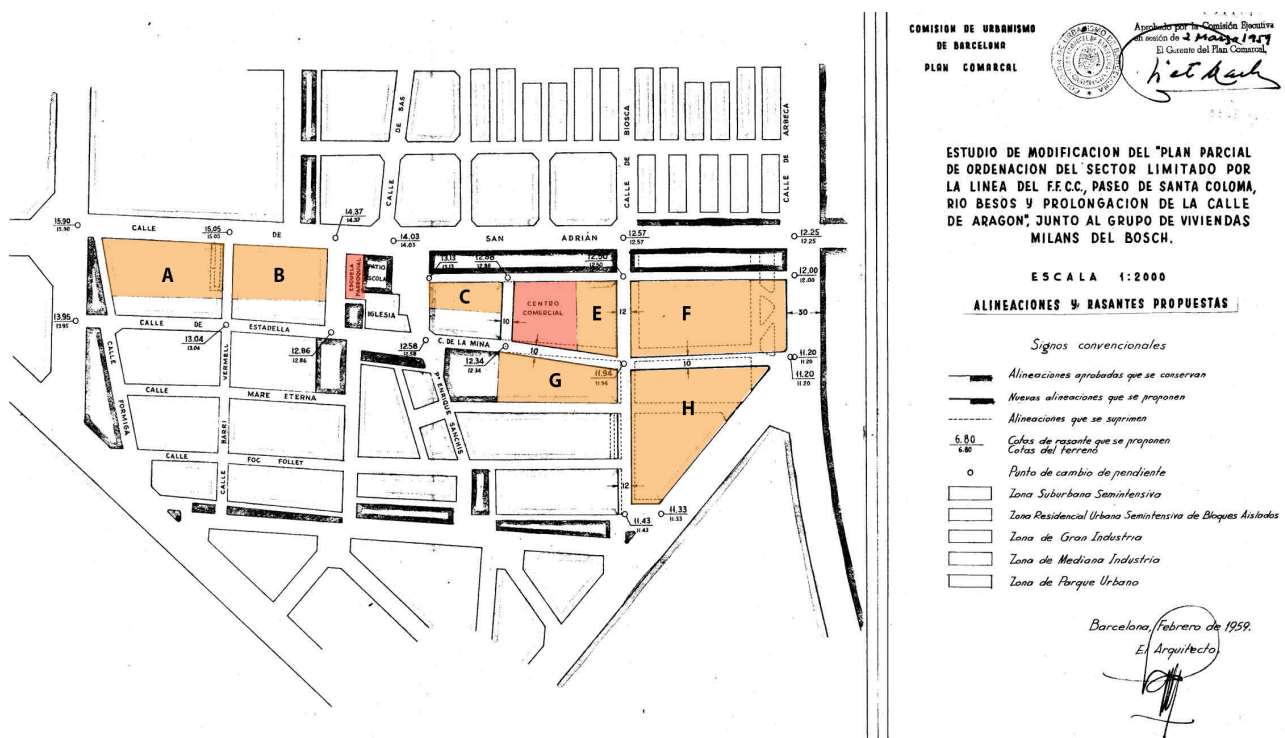 COMISION DE URBANISMO
DE BARCELONA
PLAN COMARCAL
Aprobado por la Comisión Ejecutiva
en sesión de 2 Marzo 1959
El Gerente del Plan Comarcal,
ESTUDIO DE MODIFICACION DEL "PLAN PARCIAL
DE ORDENACION DEL SECTOR LIMITADO POR
LA LINEA DEL F.F.C.C., PASEO DE SANTA COLOMA,
RIO BESOS Y PROLONGACION DE LA CALLE
DE ARAGON", JUNTO AL GRUPO DE VIVIENDAS
MILANS DEL BOSCH.
ESCALA 1:2000
ALINEACIONES Y RASANTES PROPUESTAS
Signos convencionales
Alineaciones aprobadas que se conservan
Nuevas alineaciones que se proponen
Alineaciones que se suprimen
6.80 Cotas de rasante que se proponen
6.80 Cotas del terreno
Punto de cambio de pendiente
Zona Suburbana Semintensiva
Zona Residencial Urbana Semintensiva de Bloques Aislados
Zona de Gran Industria
Zona de Mediana Industria
Zona de Parque Urbano
Barcelona, Febrero de 1959.
El Arquitecto
CALLE DE SAS
CALLE DE BIOSCA
CALLE DE ARBECA
15.90
15.90
CALLE DE SAN ADRIÁN
15.05
15.05
14.37
14.37
14.03
14.03
12.57
12.57
12.25
12.25
13.13
13.13
12.88
12.88
12.50
12.50
12.00
12.00
A
B
ESCUELA PARROQUIAL
PATIO
ESCOLA
IGLESIA
C
CENTRO
COMERCIAL
E
F
10
12
30
13.95
13.95
CALLE DE ESTADELLA
13.04
13.04
12.86
12.86
12.58
12.58
C. DE LA MINA
12.34
12.34
10
10
11.20
11.20
11.20
11.20
11.94
11.94
G
H
CALLE FORMIGA
CALLE BARRI VERMELL
CALLE MARE ETERNA
Pº ENRIQUE SANCHIS
CALLE FOC FOLLET
12
11.43
11.43
11.33
11.33